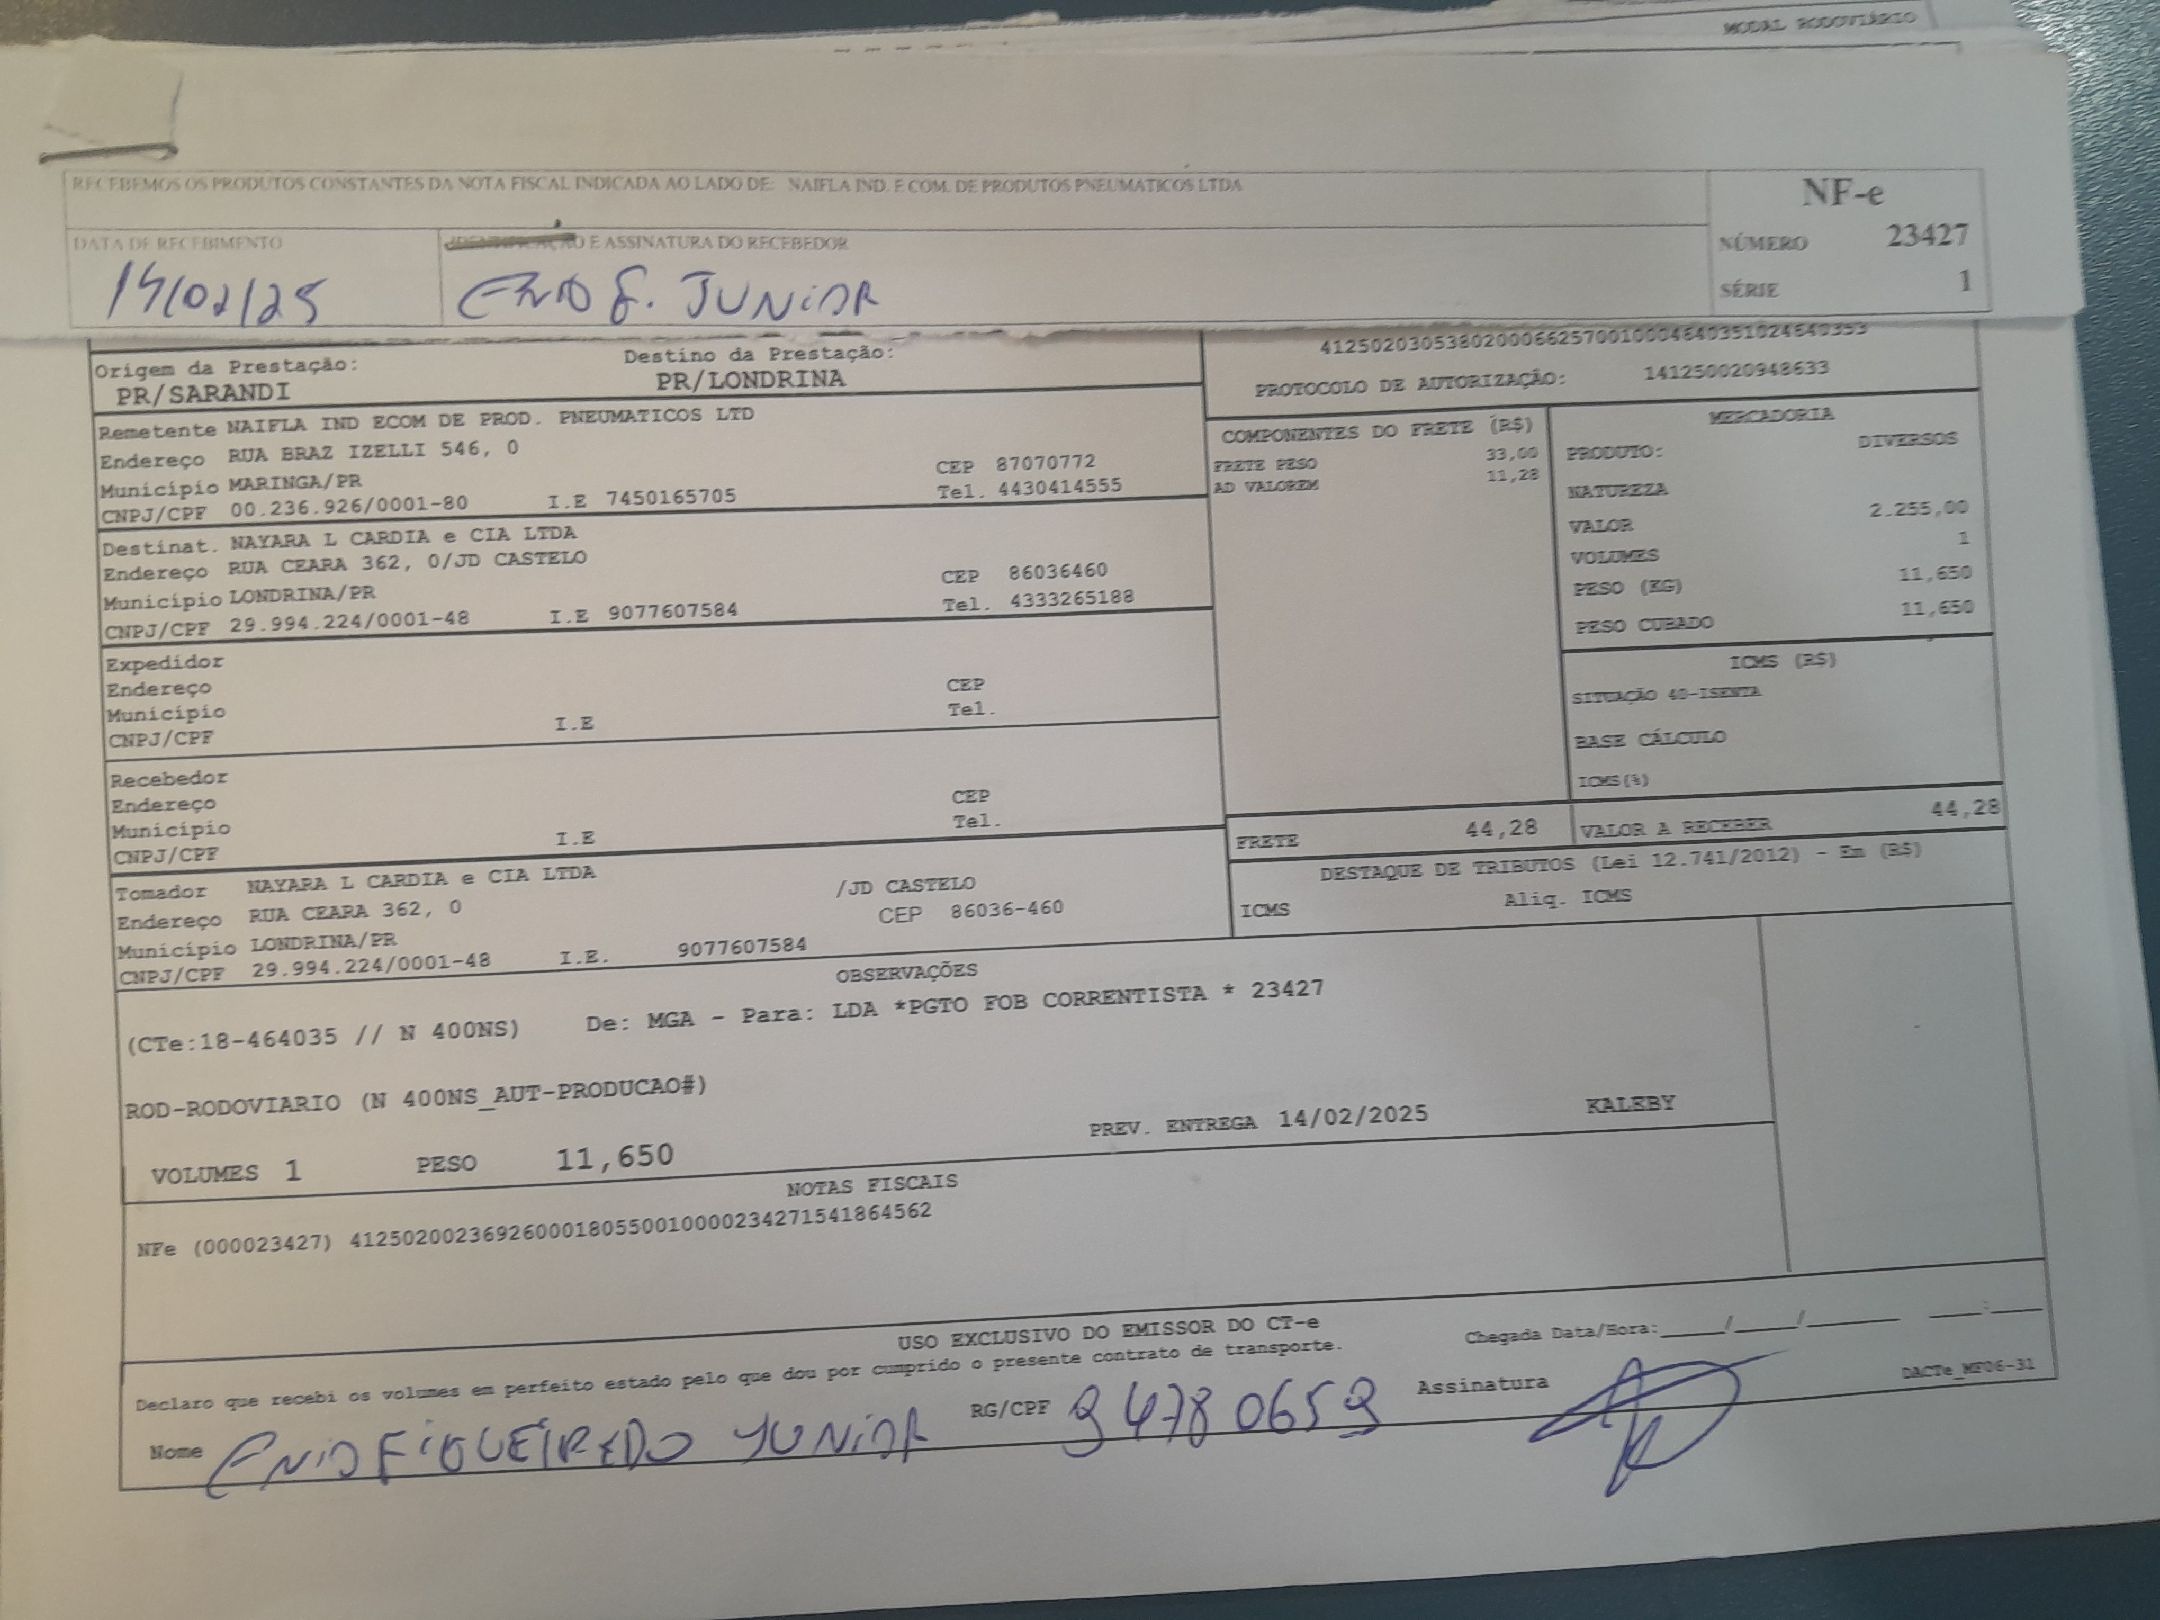 MODAL RODOVIÁRIO
RECEBEMOS OS PRODUTOS CONSTANTES DA NOTA FISCAL INDICADA AO LADO DE: NAIFLA IND. E COM. DE PRODUTOS PNEUMATICOS LTDA
NF-e
NÚMERO 23427
SÉRIE 1
DATA DE RECEBIMENTO
IDENTIFICAÇÃO E ASSINATURA DO RECEBEDOR
14/02/25
JUNIOR
Origem da Prestação: Destino da Prestação:
PR/SARANDI PR/LONDRINA
41250203053802000662570010004640351024640353
PROTOCOLO DE AUTORIZAÇÃO: 141250020948633
Remetente NAIFLA IND ECOM DE PROD. PNEUMATICOS LTD
Endereço RUA BRAZ IZELLI 546, 0
CEP 87070772
Município MARINGA/PR
Tel. 4430414555
CNPJ/CPF 00.236.926/0001-80 I.E 7450165705
Destinat. NAYARA L CARDIA e CIA LTDA
Endereço RUA CEARA 362, 0/JD CASTELO
CEP 86036460
Município LONDRINA/PR
Tel. 4333265188
CNPJ/CPF 29.994.224/0001-48 I.E 9077607584
Expedidor
Endereço CEP
Município Tel.
CNPJ/CPF I.E
Recebedor
Endereço CEP
Município Tel.
CNPJ/CPF I.E
Tomador NAYARA L CARDIA e CIA LTDA
Endereço RUA CEARA 362, 0 /JD CASTELO
CEP 86036-460
Município LONDRINA/PR
CNPJ/CPF 29.994.224/0001-48 I.E. 9077607584
COMPONENTES DO FRETE (R$)
FRETE PESO 33,00
AD VALOREM 11,28
MERCADORIA
PRODUTO: DIVERSOS
NATUREZA
VALOR 2.255,00
VOLUMES 1
PESO (KG) 11,650
PESO CUBADO 11,650
ICMS (R$)
SITUAÇÃO 40-ISENTA
BASE CÁLCULO
ICMS(%)
FRETE 44,28
VALOR A RECEBER 44,28
DESTAQUE DE TRIBUTOS (Lei 12.741/2012) - Em (R$)
ICMS Aliq. ICMS
OBSERVAÇÕES
(CTe:18-464035 // N 400NS) De: MGA - Para: LDA *PGTO FOB CORRENTISTA * 23427
ROD-RODOVIARIO (N 400NS_AUT-PRODUCAO#)
PREV. ENTREGA 14/02/2025 KALEBY
VOLUMES 1 PESO 11,650
NOTAS FISCAIS
NFe (000023427) 41250200236926000180550010000234271541864562
USO EXCLUSIVO DO EMISSOR DO CT-e
Declaro que recebi os volumes em perfeito estado pelo que dou por cumprido o presente contrato de transporte.
Chegada Data/Hora:_____/_____/_______ ____:____
Nome FIGUEIREDO JUNIOR RG/CPF 94780659 Assinatura
DACTe_MF06-31